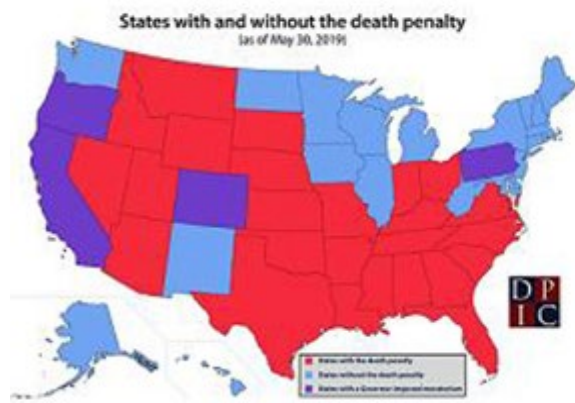 States with and without the death penalty
(as of May 30, 2019)
D P
I C
States with the death penalty
States without the death penalty
States with a Governor imposed moratorium